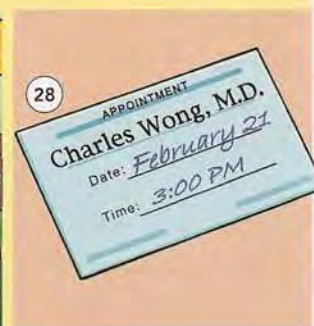 28
APPOINTMENT
Charles Wong, M.D.
Date: February 21
Time: 3:00 PM